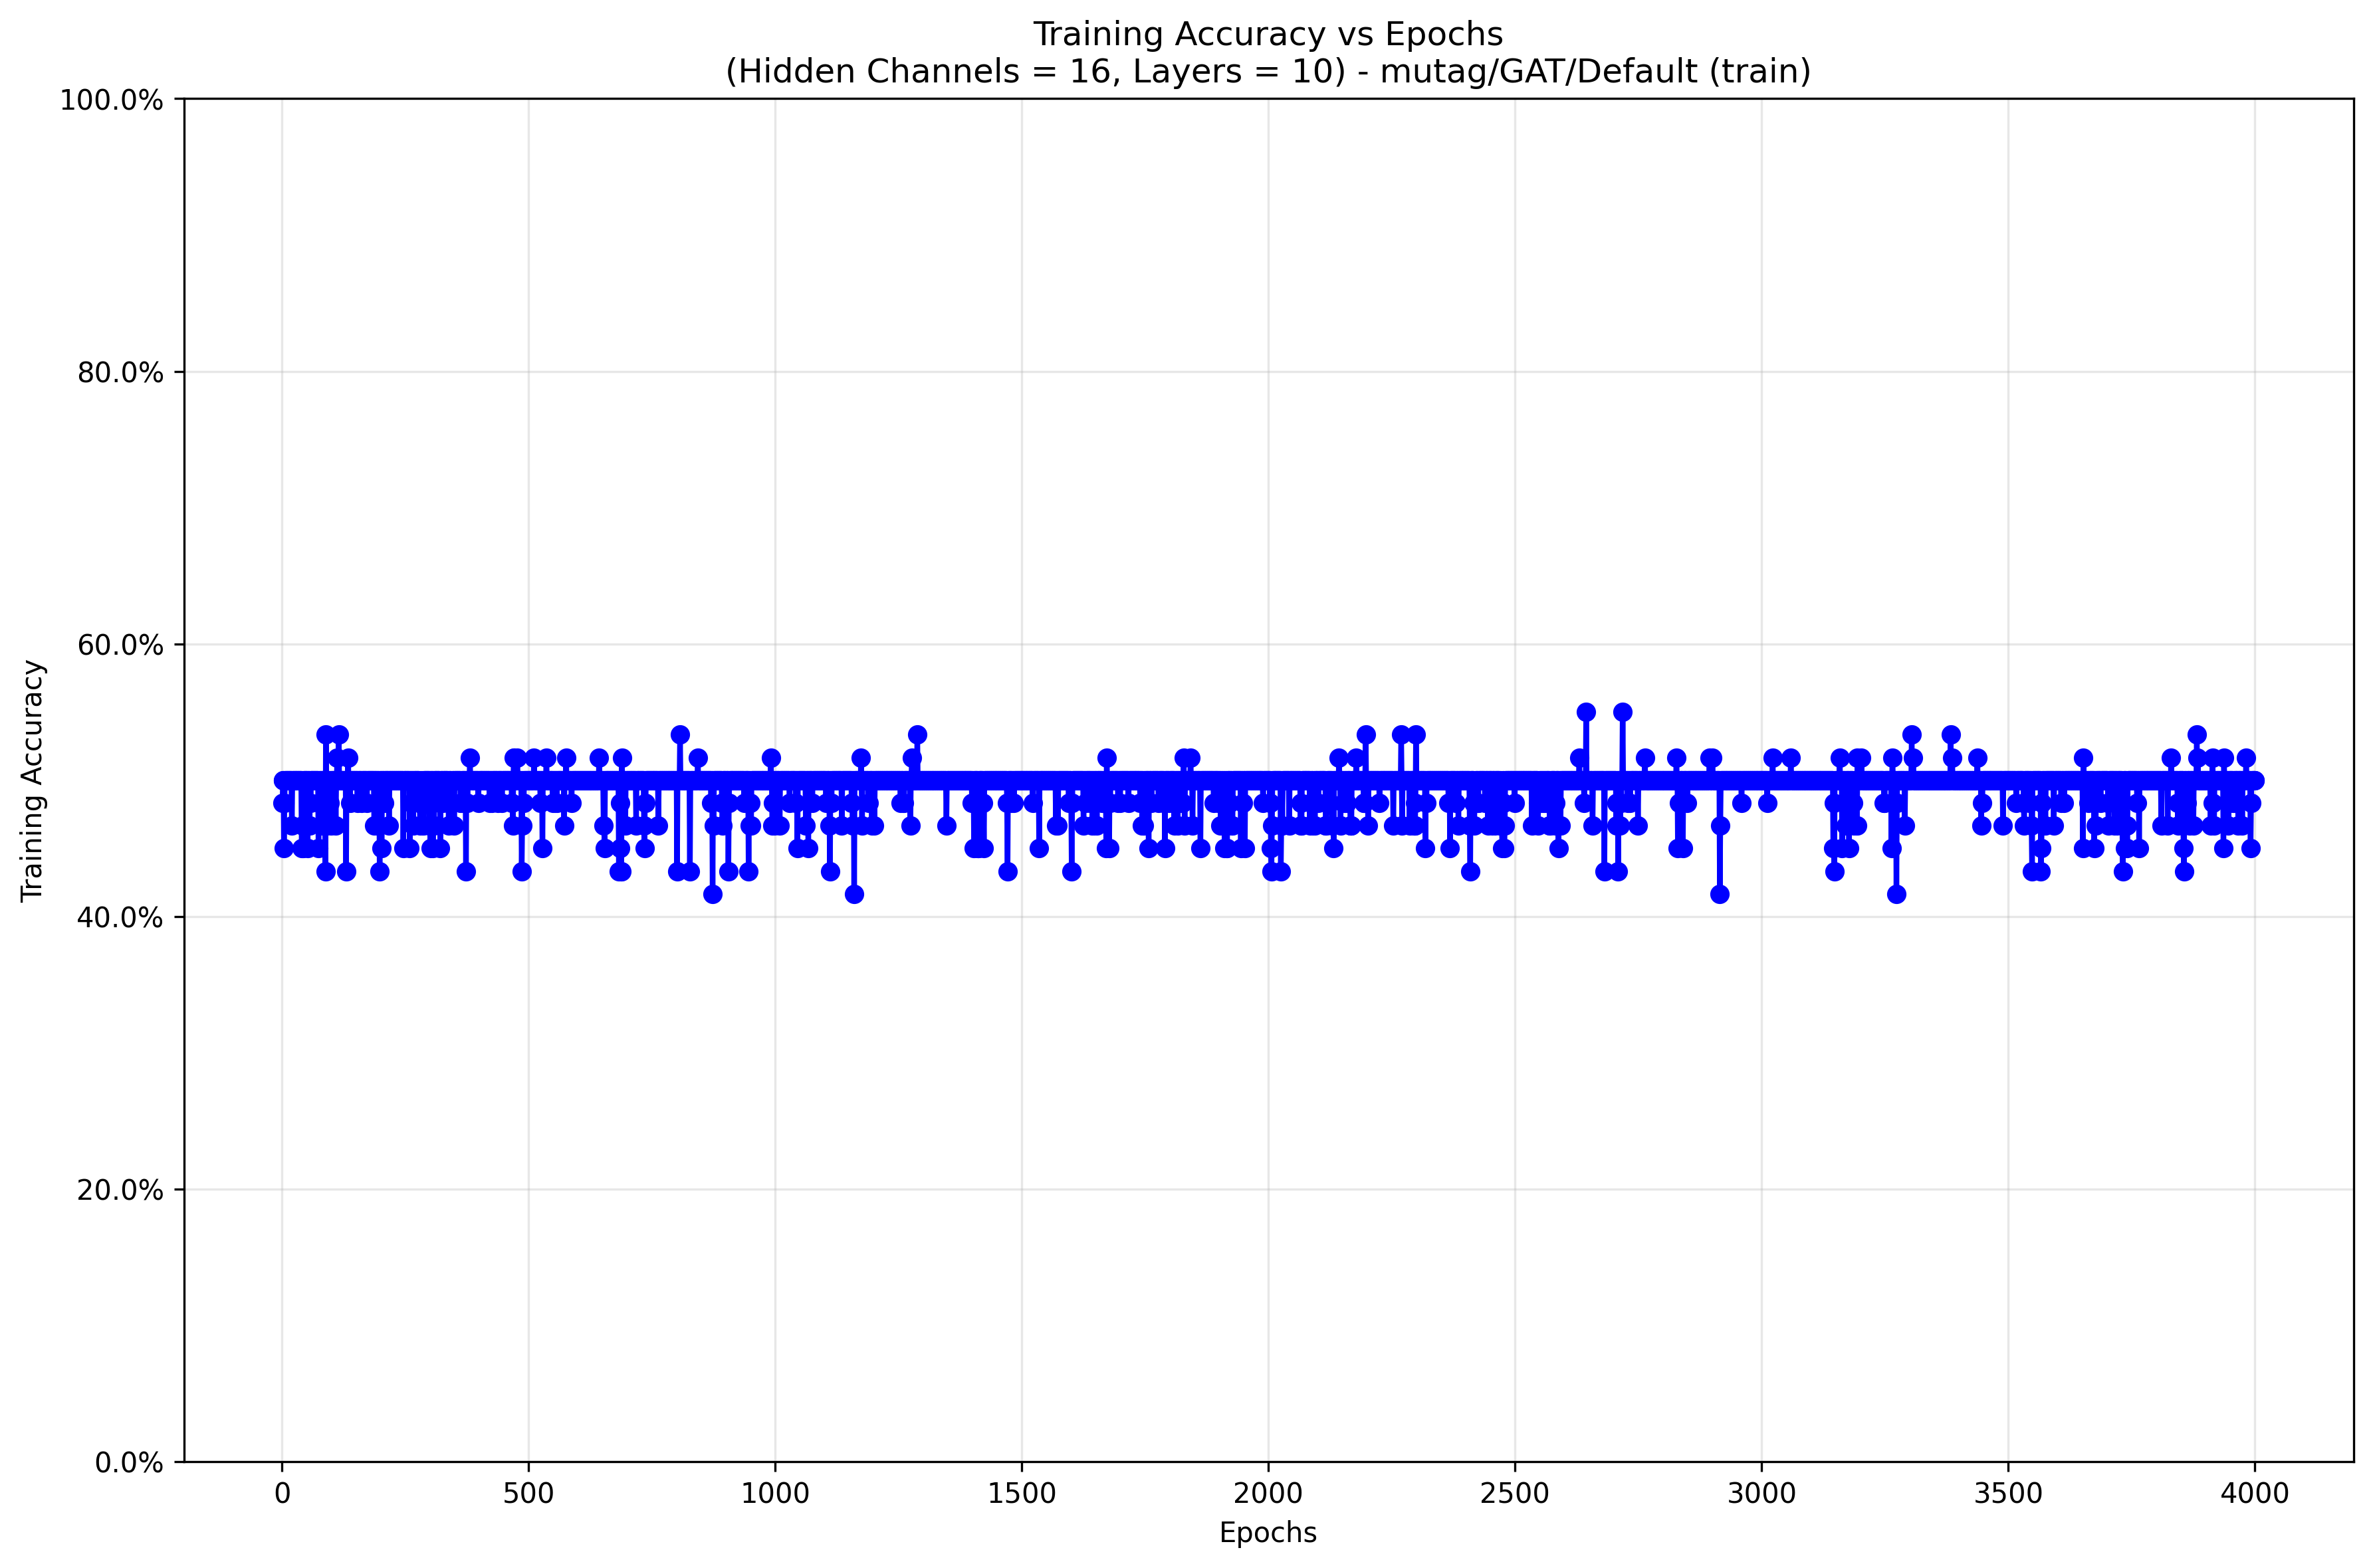 Training Accuracy vs Epochs
(Hidden Channels = 16, Layers = 10) - mutag/GAT/Default (train)
100.0%
80.0%
60.0%
40.0%
20.0%
0.0%
Training Accuracy
0 500 1000 1500 2000 2500 3000 3500 4000
Epochs